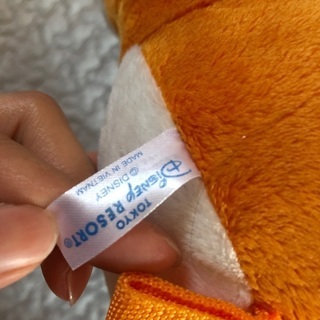 TOKYO
Disney RESORT®
© DISNEY
MADE IN VIETNAM